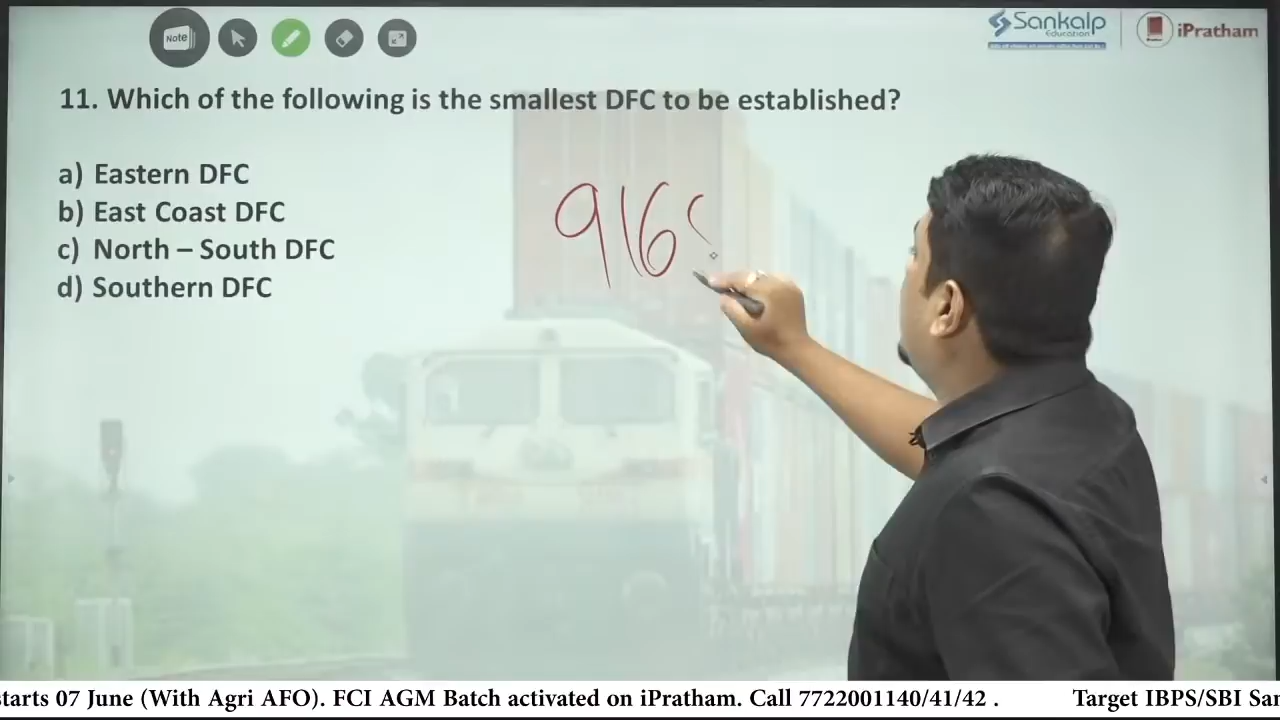 Note
Sankalp
Education
iPratham
11. Which of the following is the smallest DFC to be established?
a) Eastern DFC
b) East Coast DFC
c) North – South DFC
d) Southern DFC
916
starts 07 June (With Agri AFO). FCI AGM Batch activated on iPratham. Call 7722001140/41/42 . Target IBPS/SBI Sa